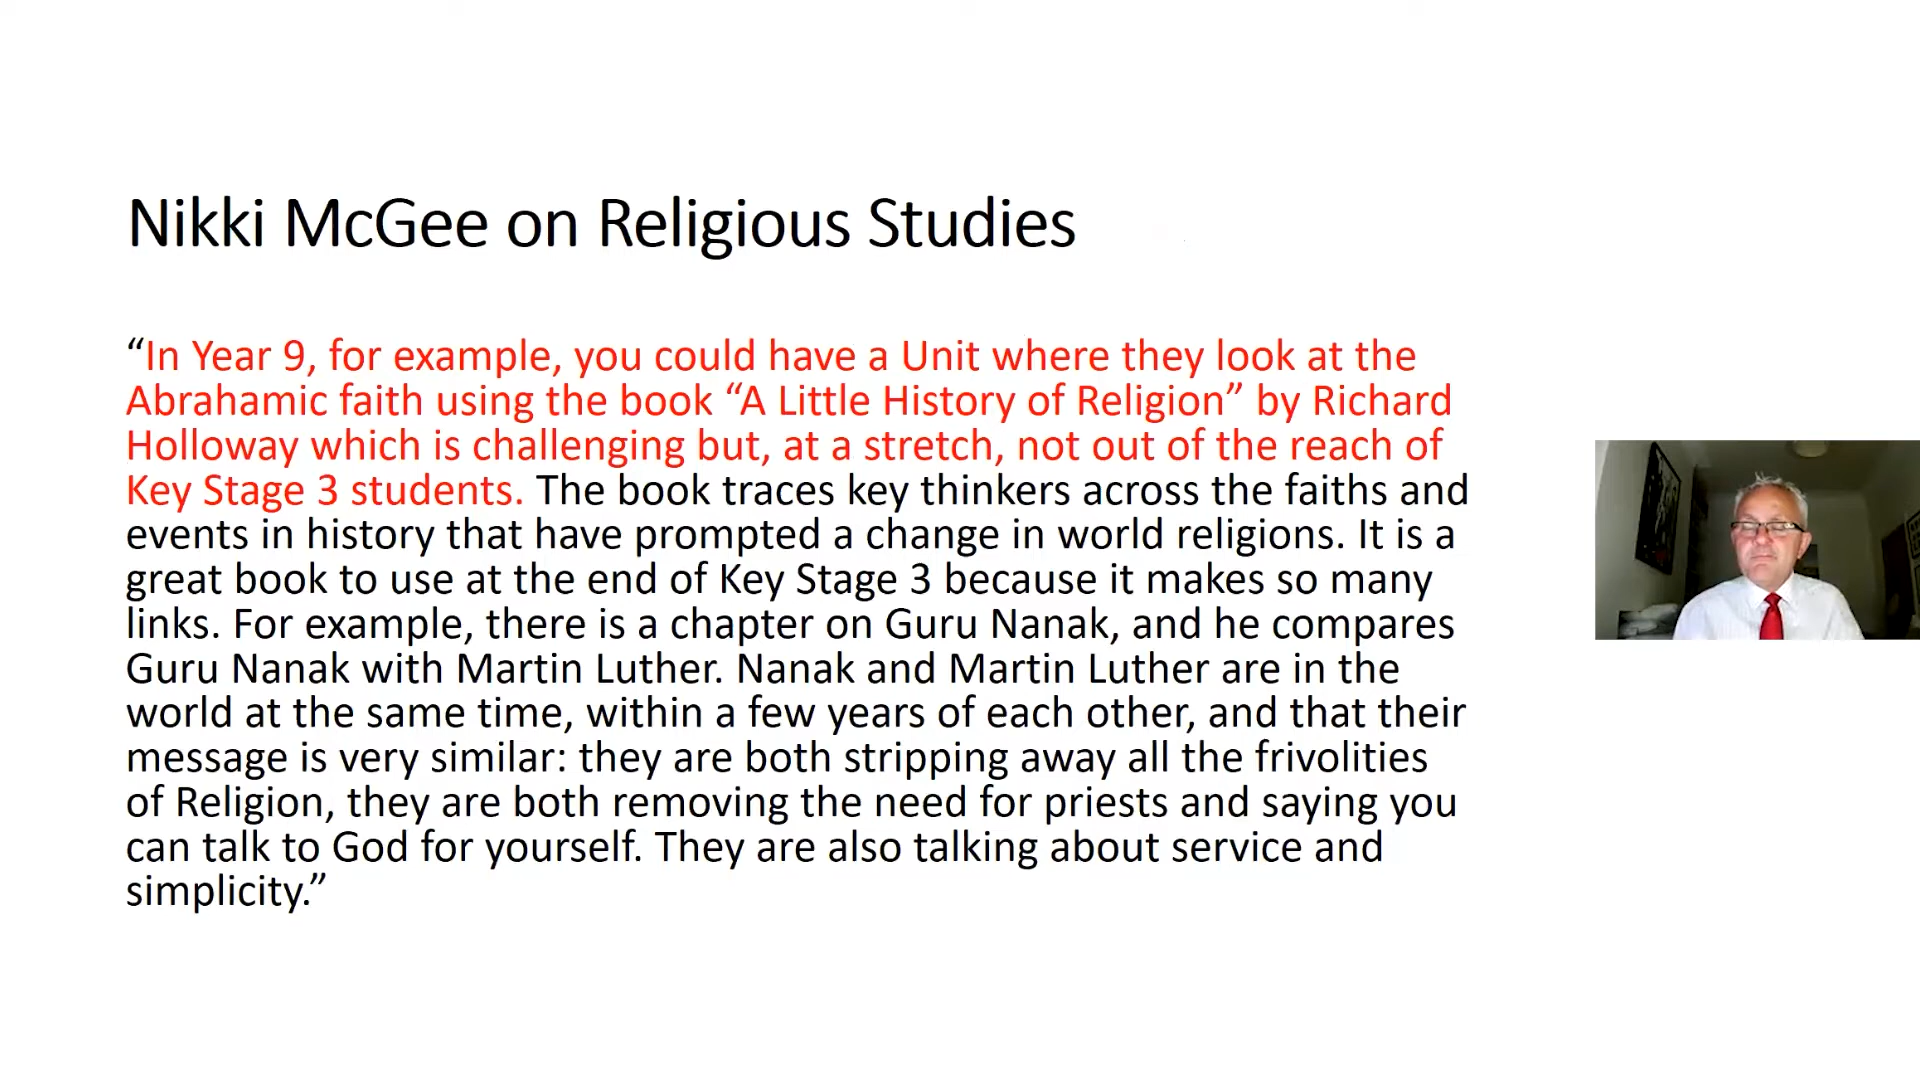 Nikki McGee on Religious Studies
“In Year 9, for example, you could have a Unit where they look at the
Abrahamic faith using the book “A Little History of Religion” by Richard
Holloway which is challenging but, at a stretch, not out of the reach of
Key Stage 3 students. The book traces key thinkers across the faiths and
events in history that have prompted a change in world religions. It is a
great book to use at the end of Key Stage 3 because it makes so many
links. For example, there is a chapter on Guru Nanak, and he compares
Guru Nanak with Martin Luther. Nanak and Martin Luther are in the
world at the same time, within a few years of each other, and that their
message is very similar: they are both stripping away all the frivolities
of Religion, they are both removing the need for priests and saying you
can talk to God for yourself. They are also talking about service and
simplicity.”